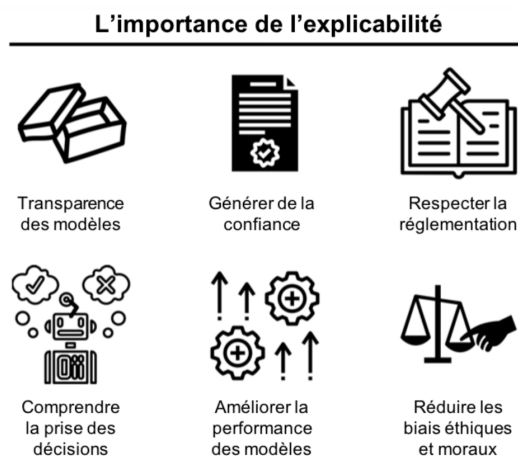 L’importance de l’explicabilité
Transparence
des modèles
Générer de la
confiance
Respecter la
réglementation
Comprendre
la prise des
décisions
Améliorer la
performance
des modèles
Réduire les
biais éthiques
et moraux